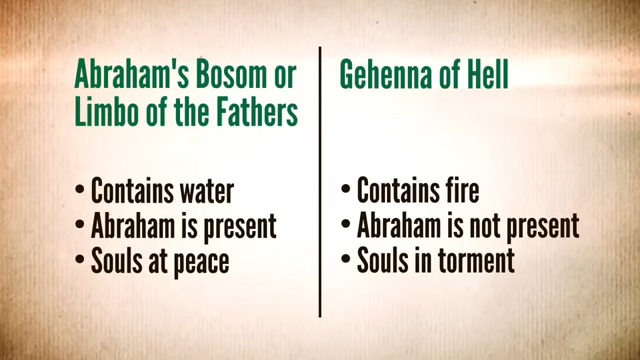 Abraham's Bosom or
Limbo of the Fathers
• Contains water
• Abraham is present
• Souls at peace
Gehenna of Hell
• Contains fire
• Abraham is not present
• Souls in torment